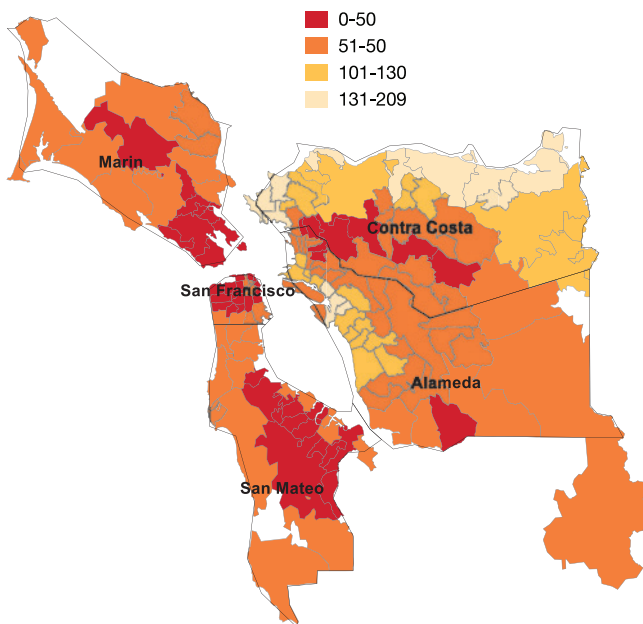 0-50
51-50
101-130
131-209
Marin
Contra Costa
San Francisco
Alameda
San Mateo